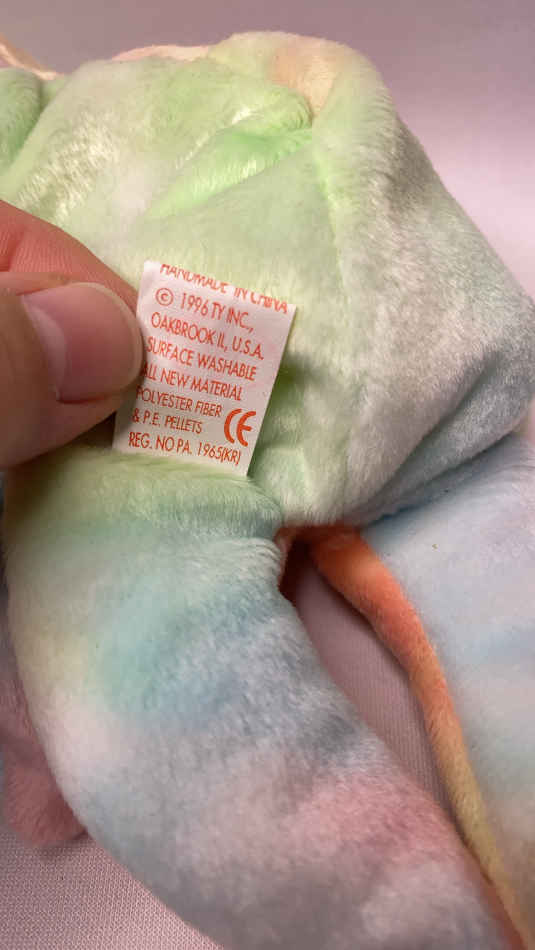 HANDMADE IN CHINA
© 1996 TY INC.,
OAKBROOK IL, U.S.A.
SURFACE WASHABLE
ALL NEW MATERIAL
POLYESTER FIBER
& P.E. PELLETS CE
REG. NO PA. 1965(KR)